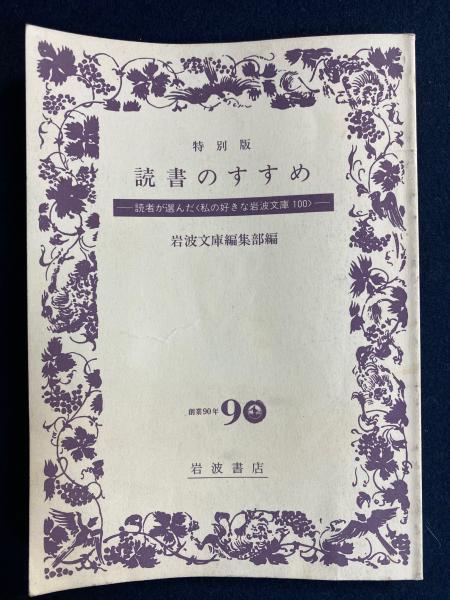 特別版
読書のすすめ
―読者が選んだ〈私の好きな岩波文庫100〉―
岩波文庫編集部編
創業90年 90
岩波書店